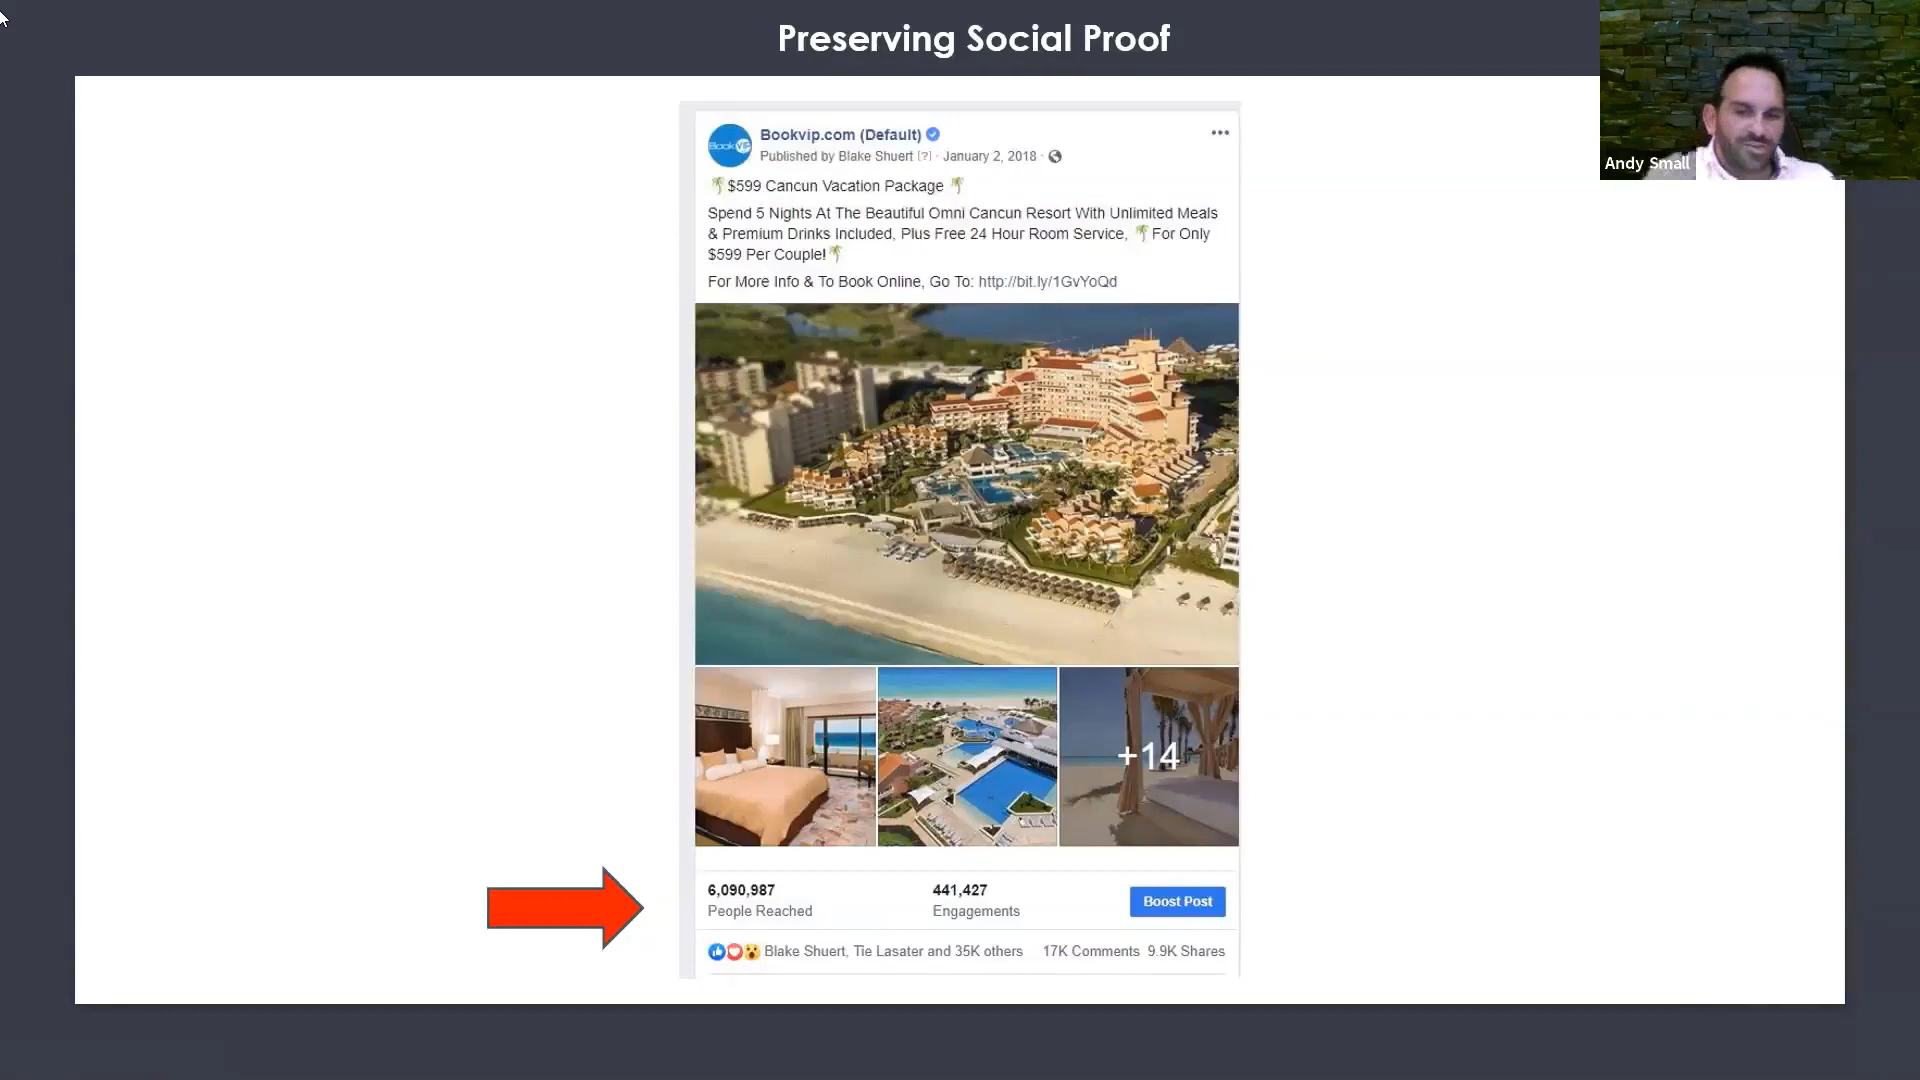 Preserving Social Proof
Andy Small
Book VIP
Bookvip.com (Default)
Published by Blake Shuert [?] · January 2, 2018 ·
🌴$599 Cancun Vacation Package 🌴
Spend 5 Nights At The Beautiful Omni Cancun Resort With Unlimited Meals
& Premium Drinks Included, Plus Free 24 Hour Room Service, 🌴For Only
$599 Per Couple!🌴
For More Info & To Book Online, Go To: http://bit.ly/1GvYoQd
+14
6,090,987 441,427 Boost Post
People Reached Engagements
Blake Shuert, Tie Lasater and 35K others 17K Comments 9.9K Shares